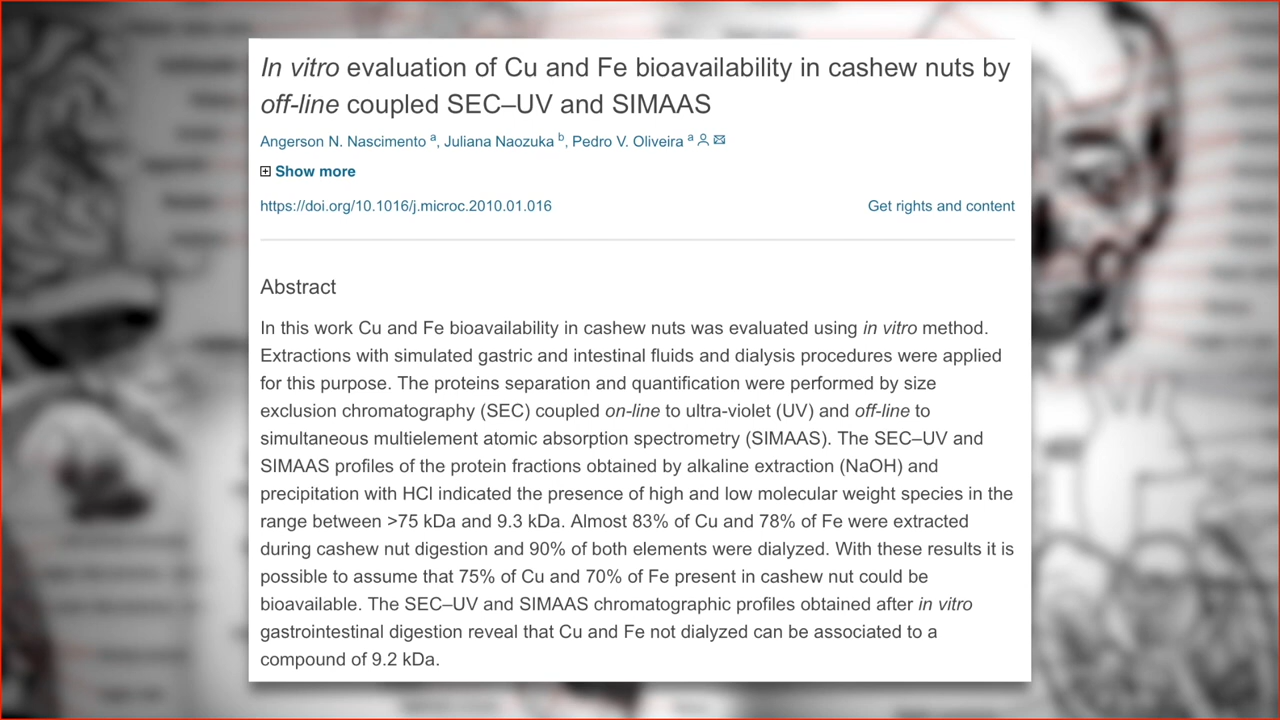 In vitro evaluation of Cu and Fe bioavailability in cashew nuts by
off-line coupled SEC–UV and SIMAAS
Angerson N. Nascimento a, Juliana Naozuka b, Pedro V. Oliveira a
Show more
https://doi.org/10.1016/j.microc.2010.01.016 Get rights and content
Abstract
In this work Cu and Fe bioavailability in cashew nuts was evaluated using in vitro method.
Extractions with simulated gastric and intestinal fluids and dialysis procedures were applied
for this purpose. The proteins separation and quantification were performed by size
exclusion chromatography (SEC) coupled on-line to ultra-violet (UV) and off-line to
simultaneous multielement atomic absorption spectrometry (SIMAAS). The SEC–UV and
SIMAAS profiles of the protein fractions obtained by alkaline extraction (NaOH) and
precipitation with HCl indicated the presence of high and low molecular weight species in the
range between >75 kDa and 9.3 kDa. Almost 83% of Cu and 78% of Fe were extracted
during cashew nut digestion and 90% of both elements were dialyzed. With these results it is
possible to assume that 75% of Cu and 70% of Fe present in cashew nut could be
bioavailable. The SEC–UV and SIMAAS chromatographic profiles obtained after in vitro
gastrointestinal digestion reveal that Cu and Fe not dialyzed can be associated to a
compound of 9.2 kDa.